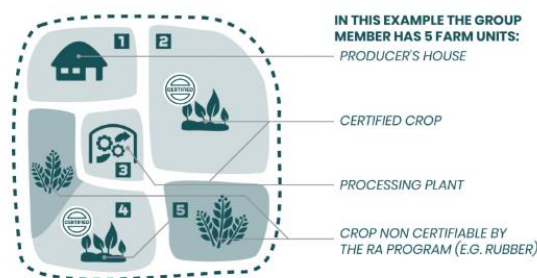 IN THIS EXAMPLE THE GROUP
MEMBER HAS 5 FARM UNITS:
1
2
PRODUCER'S HOUSE
CERTIFIED
CERTIFIED CROP
3
PROCESSING PLANT
4
5
CERTIFIED
CROP NON CERTIFIABLE BY
THE RA PROGRAM (E.G. RUBBER)